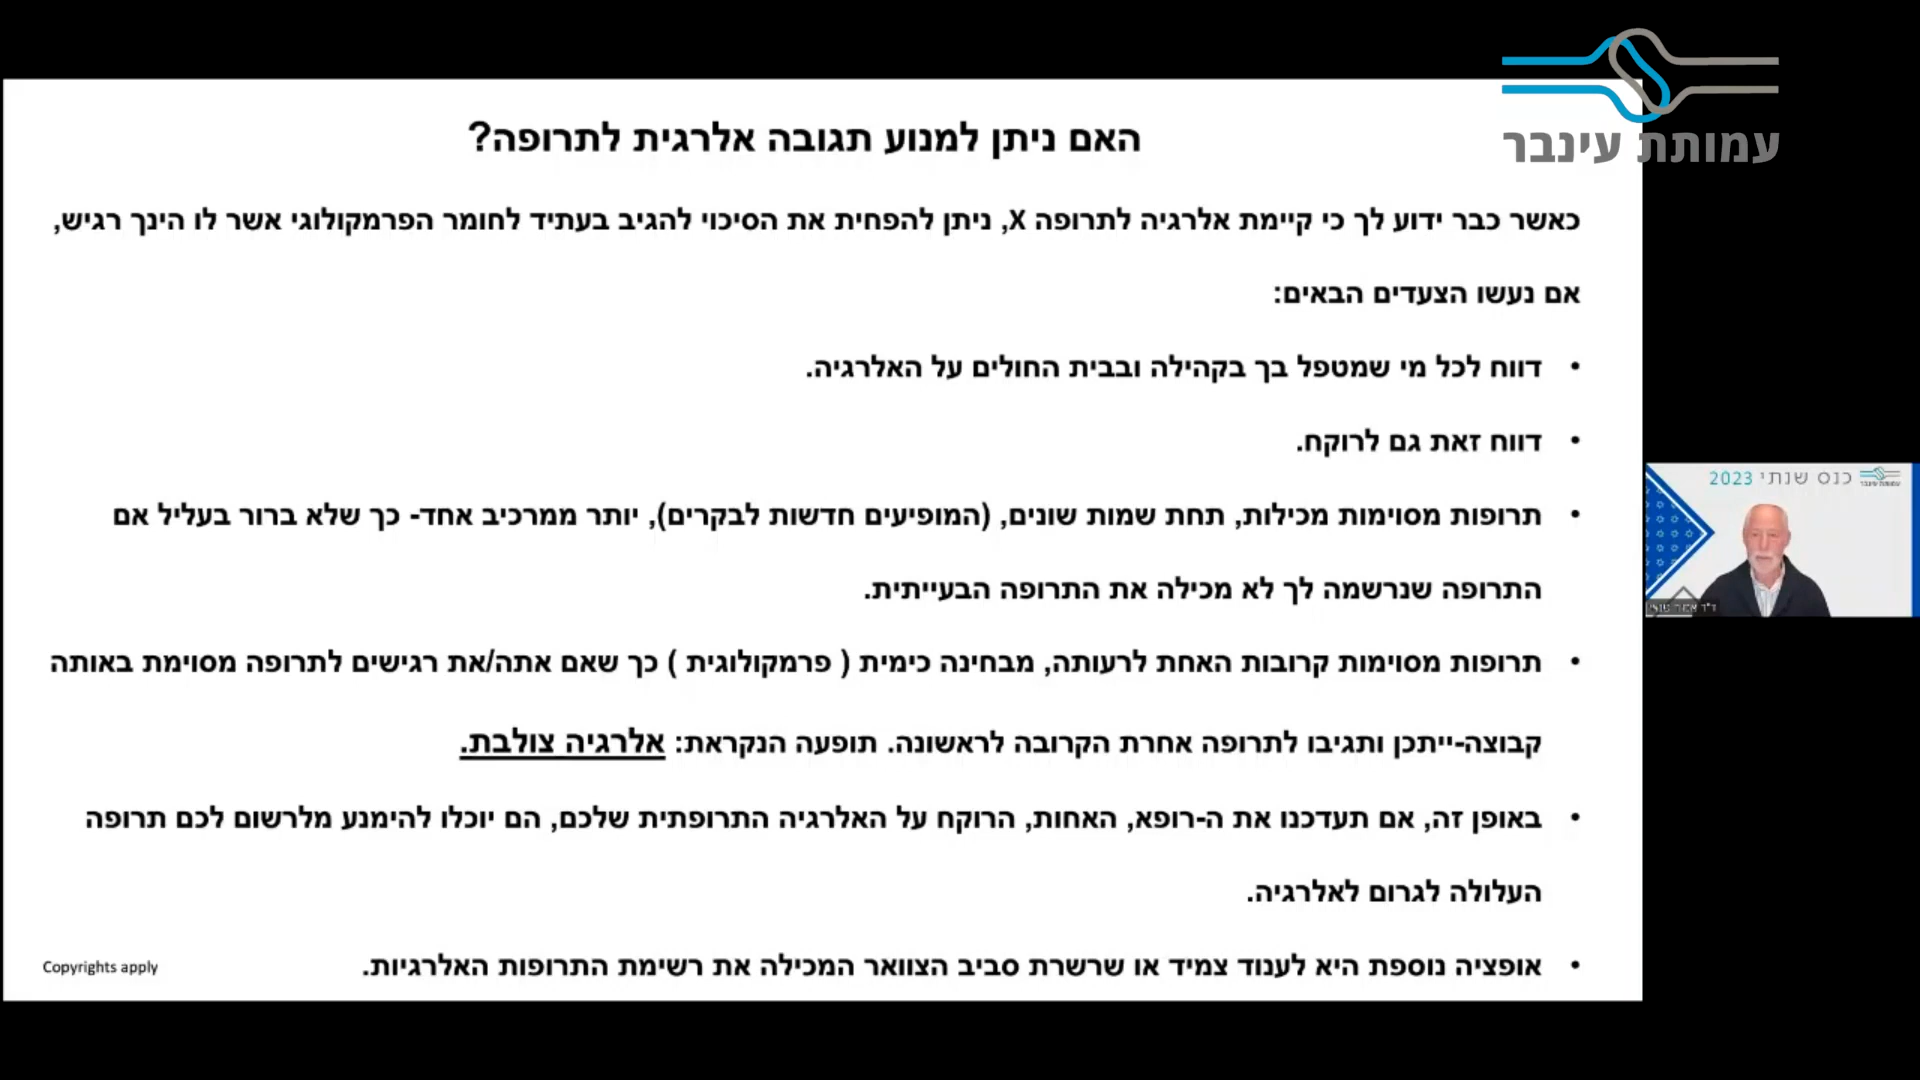 עמותת עינבר
האם ניתן למנוע תגובה אלרגית לתרופה?
כאשר כבר ידוע לך כי קיימת אלרגיה לתרופה X, ניתן להפחית את הסיכוי להגיב בעתיד לחומר הפרמקולוגי אשר לו הינך רגיש,
אם נעשו הצעדים הבאים:
• דווח לכל מי שמטפל בך בקהילה ובבית החולים על האלרגיה.
• דווח זאת גם לרוקח.
• תרופות מסוימות מכילות, תחת שמות שונים, (המופיעים חדשות לבקרים), יותר ממרכיב אחד- כך שלא ברור בעליל אם
התרופה שנרשמה לך לא מכילה את התרופה הבעייתית.
• תרופות מסוימות קרובות האחת לרעותה, מבחינה כימית ( פרמקולוגית ) כך שאם אתה/את רגישים לתרופה מסוימת באותה
קבוצה-ייתכן ותגיבו לתרופה אחרת הקרובה לראשונה. תופעה הנקראת: אלרגיה צולבת.
• באופן זה, אם תעדכנו את ה-רופא, האחות, הרוקח על האלרגיה התרופתית שלכם, הם יוכלו להימנע מלרשום לכם תרופה
העלולה לגרום לאלרגיה.
• אופציה נוספת היא לענוד צמיד או שרשרת סביב הצוואר המכילה את רשימת התרופות האלרגיות.
Copyrights apply
כנס שנתי 2023
עמותת עינבר
ד"ר